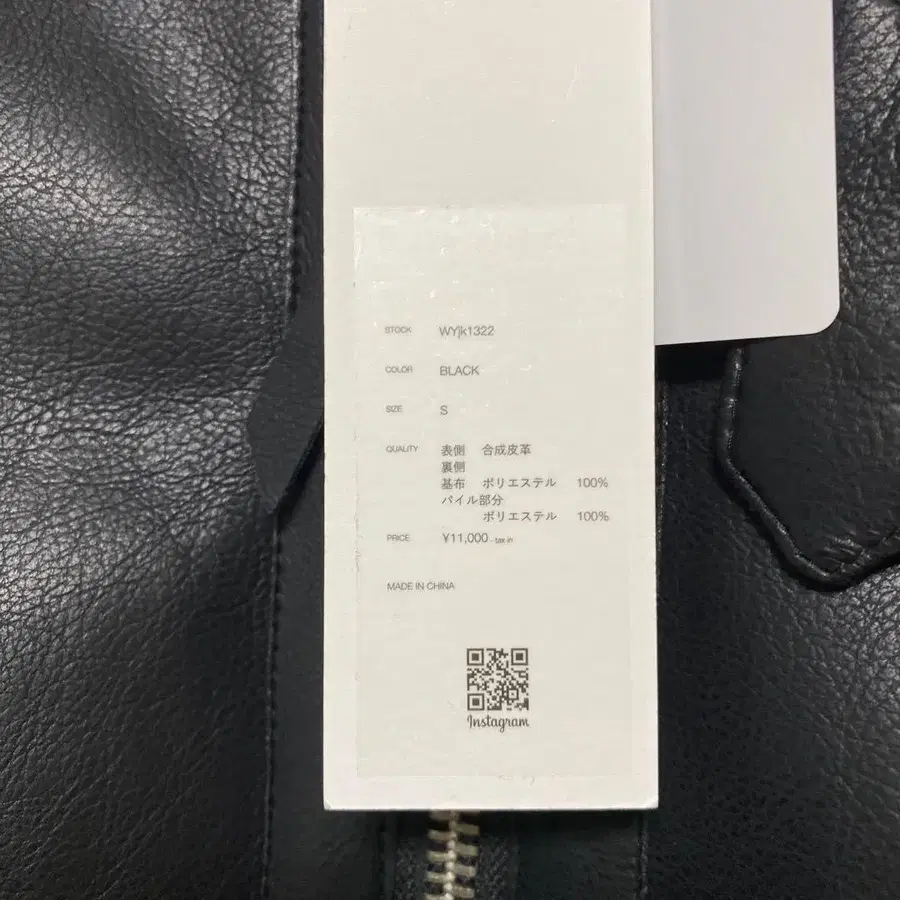 STOCK WYjk1322
COLOR BLACK
SIZE S
QUALITY 表側 合成皮革
裏側
基布 ポリエステル 100%
パイル部分
ポリエステル 100%
PRICE ¥11,000 - tax in
MADE IN CHINA
Instagram